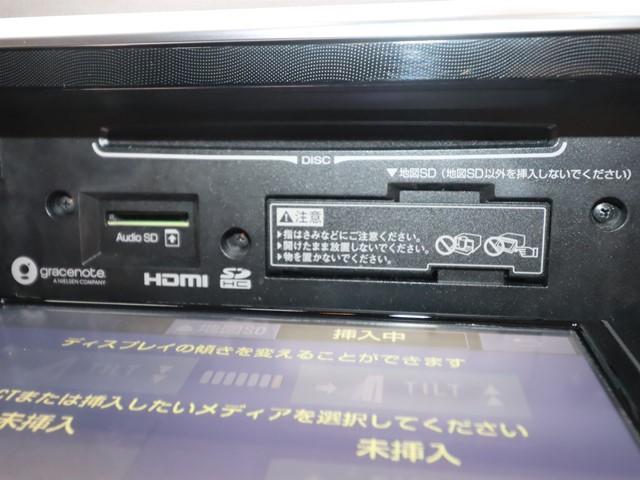 DISC
▼地図SD（地図SD以外を挿入しないでください）
Audio SD
⚠注意
▶指はさみなどにご注意ください。
▶開けたまま放置しないでください。
▶物を置かないでください。
gracenote.
A NIELSEN COMPANY
HDMI
SD
HC
地図SD
挿入中
ディスプレイの傾きを変えることができます
TILT
TILT
CTまたは挿入したいメディアを選択してください
未挿入
未挿入